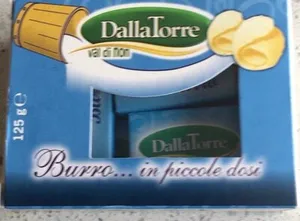 DallaTorre
val di non
125 g e
DallaTorre
Burro... in piccole dosi